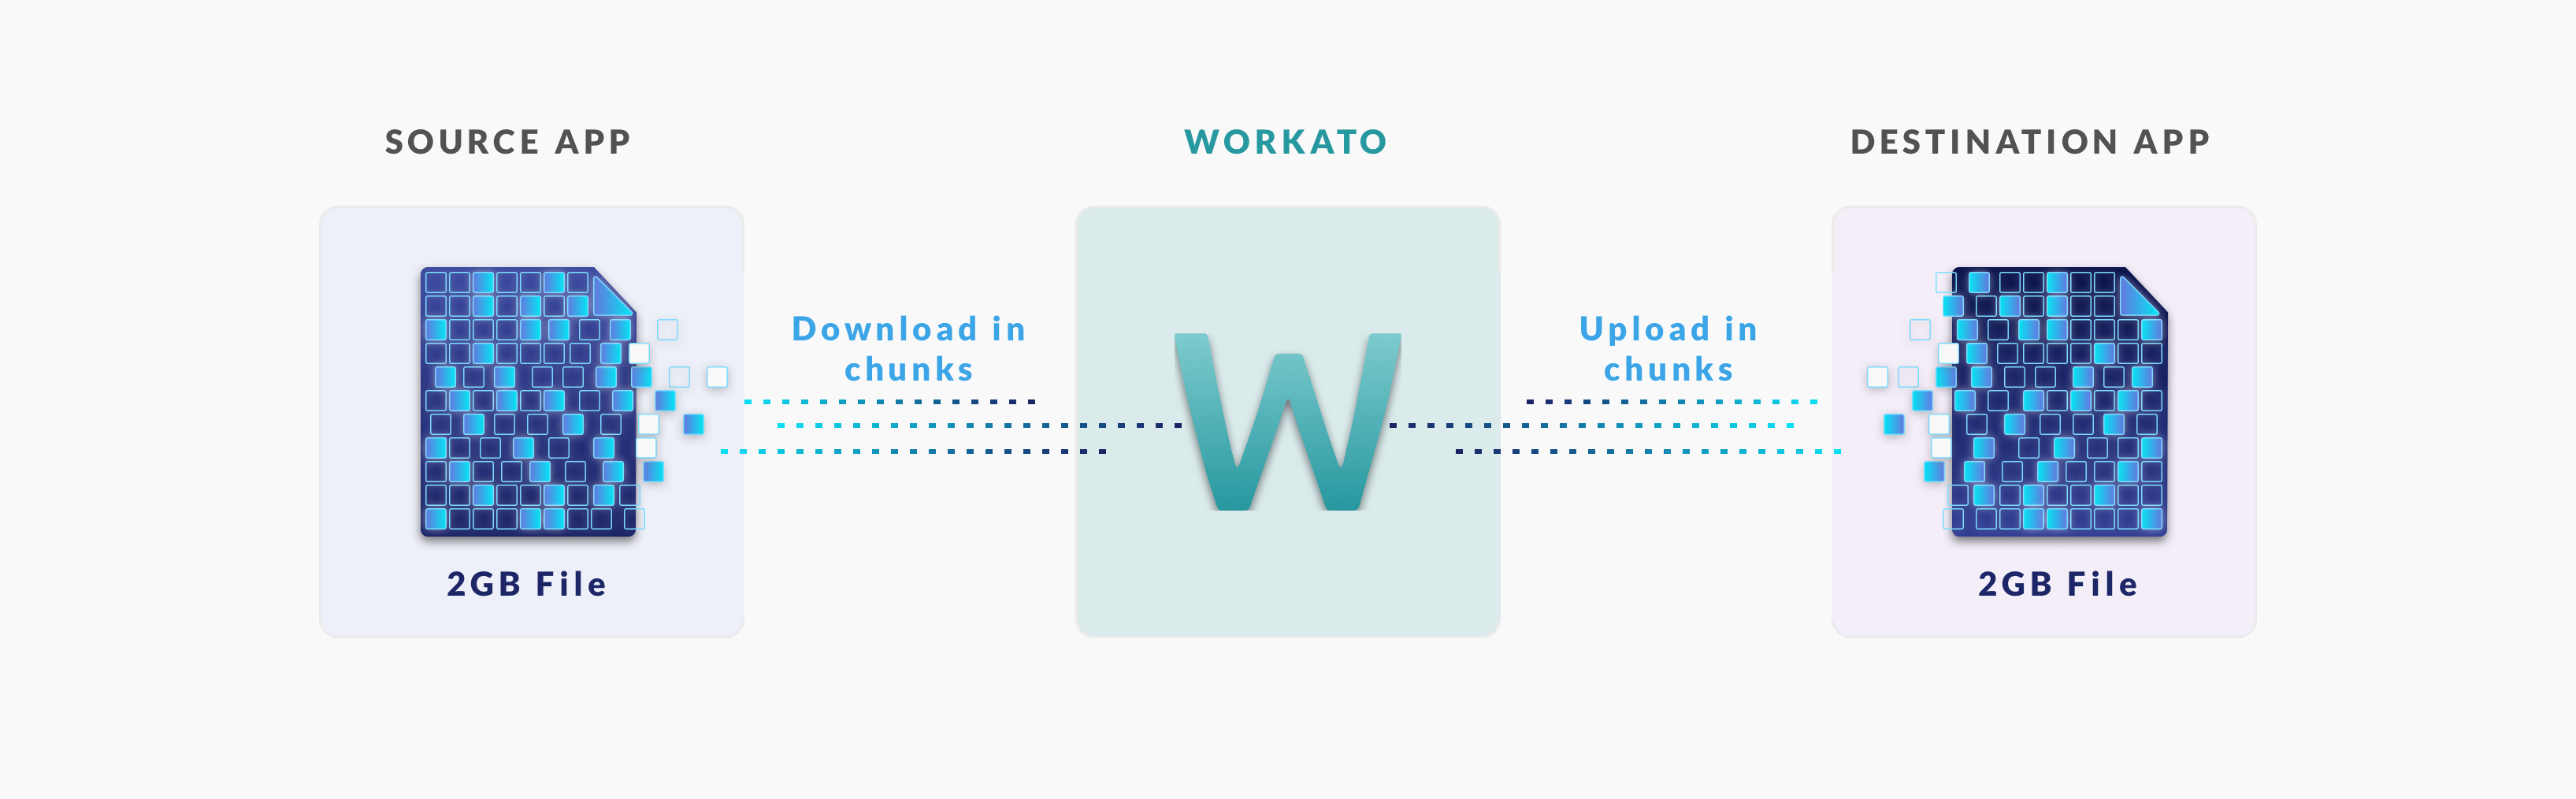 SOURCE APP
WORKATO
DESTINATION APP
Download in
chunks
Upload in
chunks
W
2GB File
2GB File